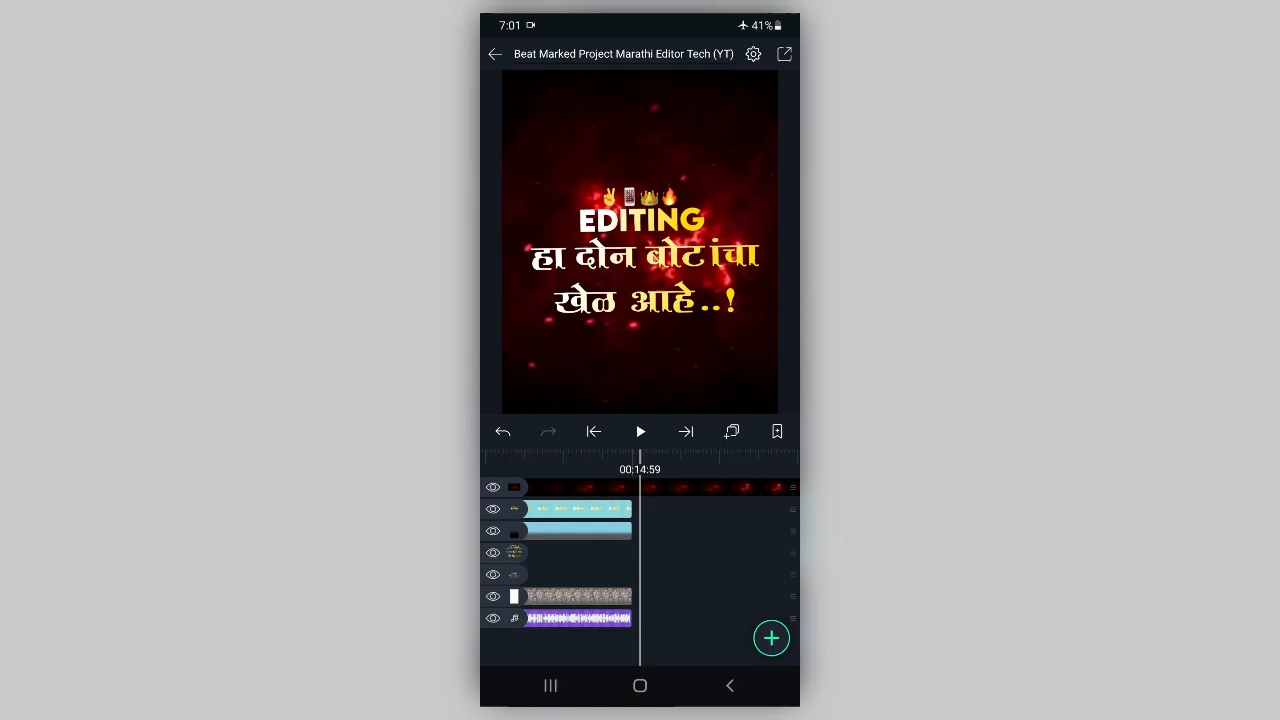 7:01
41%
Beat Marked Project Marathi Editor Tech (YT)
EDITING
हा दोन बोटांचा
खेळ आहे..!
00:14:59